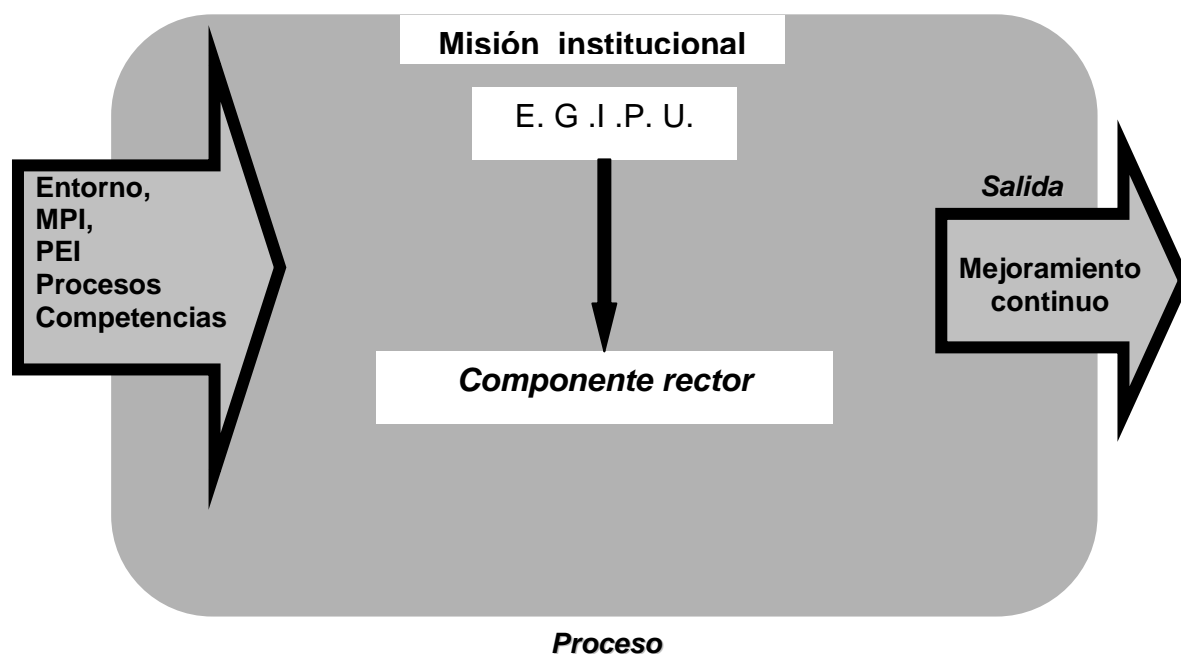 Misión institucional
E. G .I .P. U.
Entorno,
MPI,
PEI
Procesos
Competencias
Salida
Mejoramiento
continuo
Componente rector
Proceso